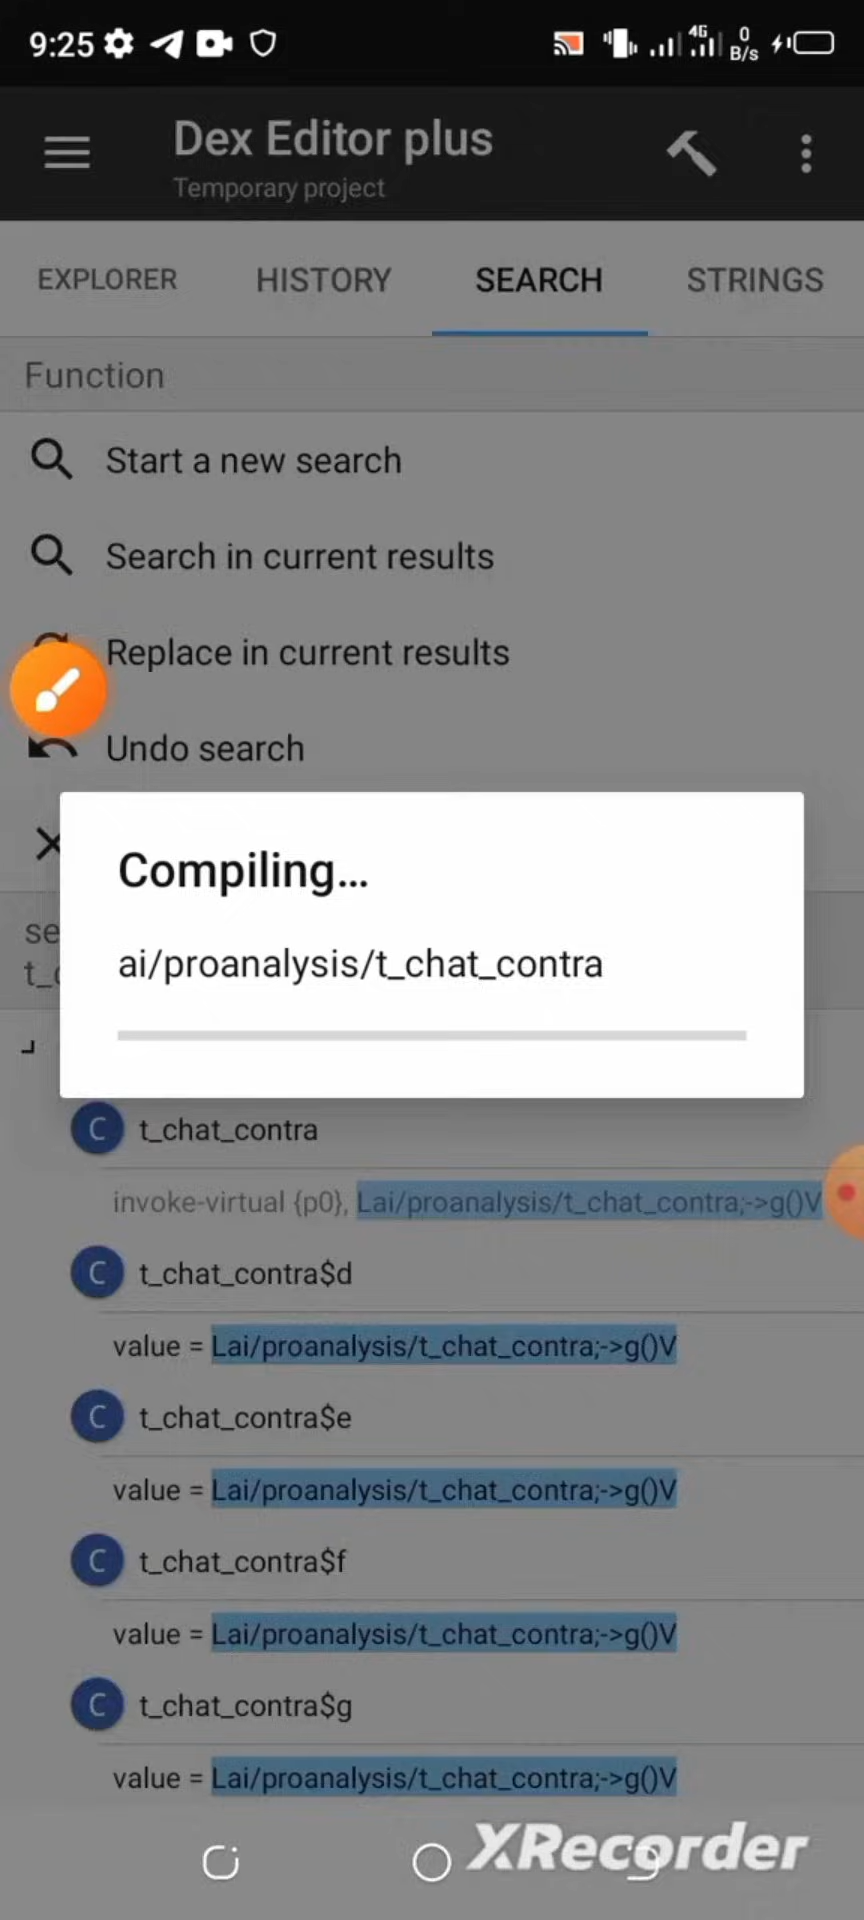 9:25
4G
0
B/s
Dex Editor plus
Temporary project
EXPLORER
HISTORY
SEARCH
STRINGS
Function
Start a new search
Search in current results
Replace in current results
Undo search
se
Compiling...
ai/proanalysis/t_chat_contra
C t_chat_contra
invoke-virtual {p0}, Lai/proanalysis/t_chat_contra;->g()V
C t_chat_contra$d
value = Lai/proanalysis/t_chat_contra;->g()V
C t_chat_contra$e
value = Lai/proanalysis/t_chat_contra;->g()V
C t_chat_contra$f
value = Lai/proanalysis/t_chat_contra;->g()V
C t_chat_contra$g
value = Lai/proanalysis/t_chat_contra;->g()V
XRecorder